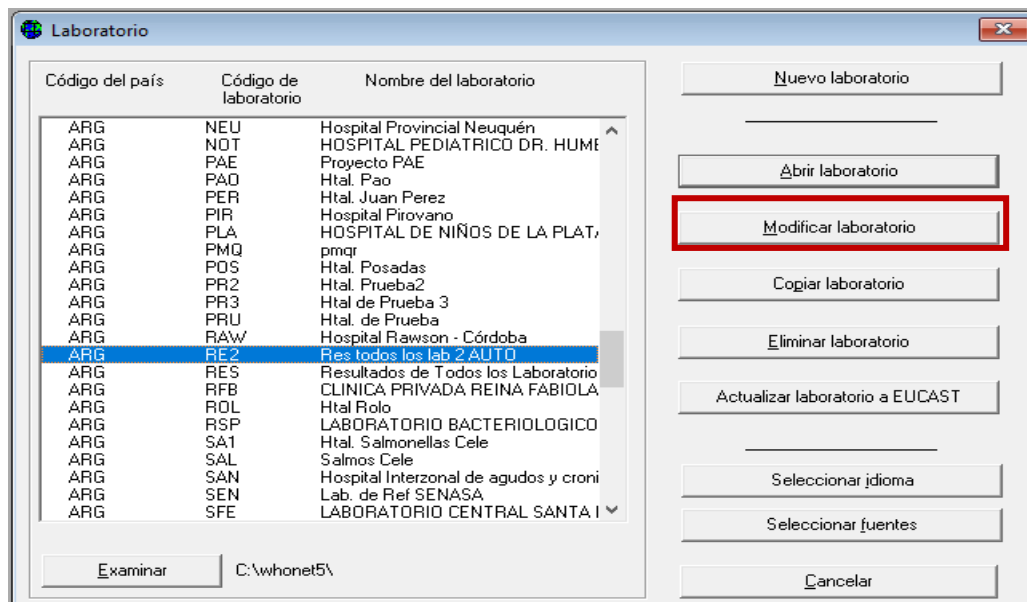 Laboratorio
Código del país Código de laboratorio Nombre del laboratorio
ARG NEU Hospital Provincial Neuquén
ARG NOT HOSPITAL PEDIATRICO DR. HUME
ARG PAE Proyecto PAE
ARG PAO Htal. Pao
ARG PER Htal. Juan Perez
ARG PIR Hospital Pirovano
ARG PLA HOSPITAL DE NIÑOS DE LA PLATA
ARG PMQ pmqr
ARG POS Htal. Posadas
ARG PR2 Htal. Prueba2
ARG PR3 Htal de Prueba 3
ARG PRU Htal. de Prueba
ARG RAW Hospital Rawson - Córdoba
ARG RE2 Res todos los lab 2 AUTO
ARG RES Resultados de Todos los Laboratorio
ARG RFB CLINICA PRIVADA REINA FABIOLA
ARG ROL Htal Rolo
ARG RSP LABORATORIO BACTERIOLOGICO
ARG SA1 Htal. Salmonellas Cele
ARG SAL Salmos Cele
ARG SAN Hospital Interzonal de agudos y croni
ARG SEN Lab. de Ref SENASA
ARG SFE LABORATORIO CENTRAL SANTA
Examinar C:\whonet5\
Nuevo laboratorio
Abrir laboratorio
Modificar laboratorio
Copiar laboratorio
Eliminar laboratorio
Actualizar laboratorio a EUCAST
Seleccionar idioma
Seleccionar fuentes
Cancelar